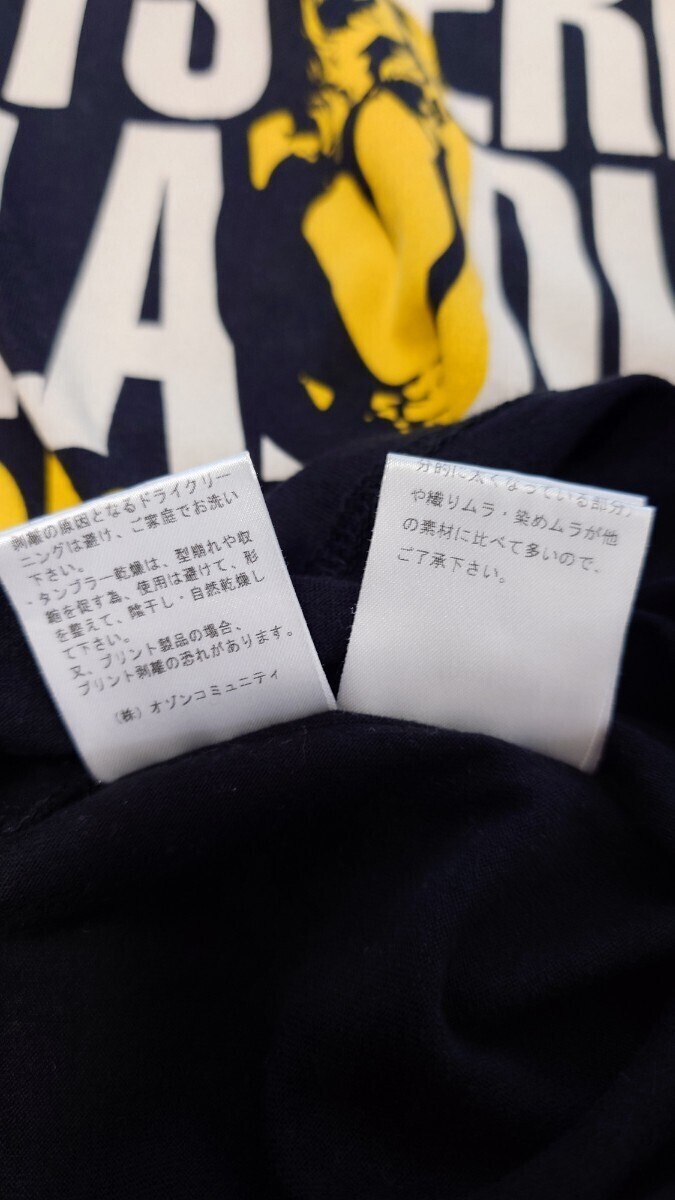 IS ER
LA DI
剥離の原因となるドライクリー
ニングは避け、ご家庭でお洗い
下さい。
・タンブラー乾燥は、型崩れや収
縮を促す為、使用は避けて、形
を整えて、陰干し・自然乾燥し
て下さい。
又、プリント製品の場合、
プリント剥離の恐れがあります。
(株)オゾンコミュニティ
分的に太くなっている部分
や織りムラ・染めムラが他
の素材に比べて多いので、
ご了承下さい。